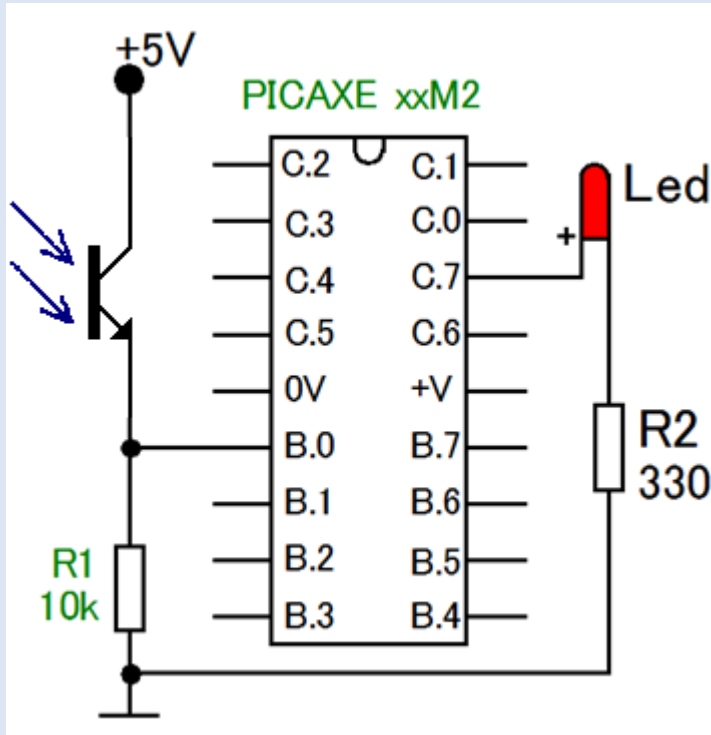 +5V
PICAXE xxM2
C.2 C.1
C.3 C.0
C.4 C.7
C.5 C.6
0V +V
B.0 B.7
B.1 B.6
B.2 B.5
B.3 B.4
+
Led
R2
330
R1
10k